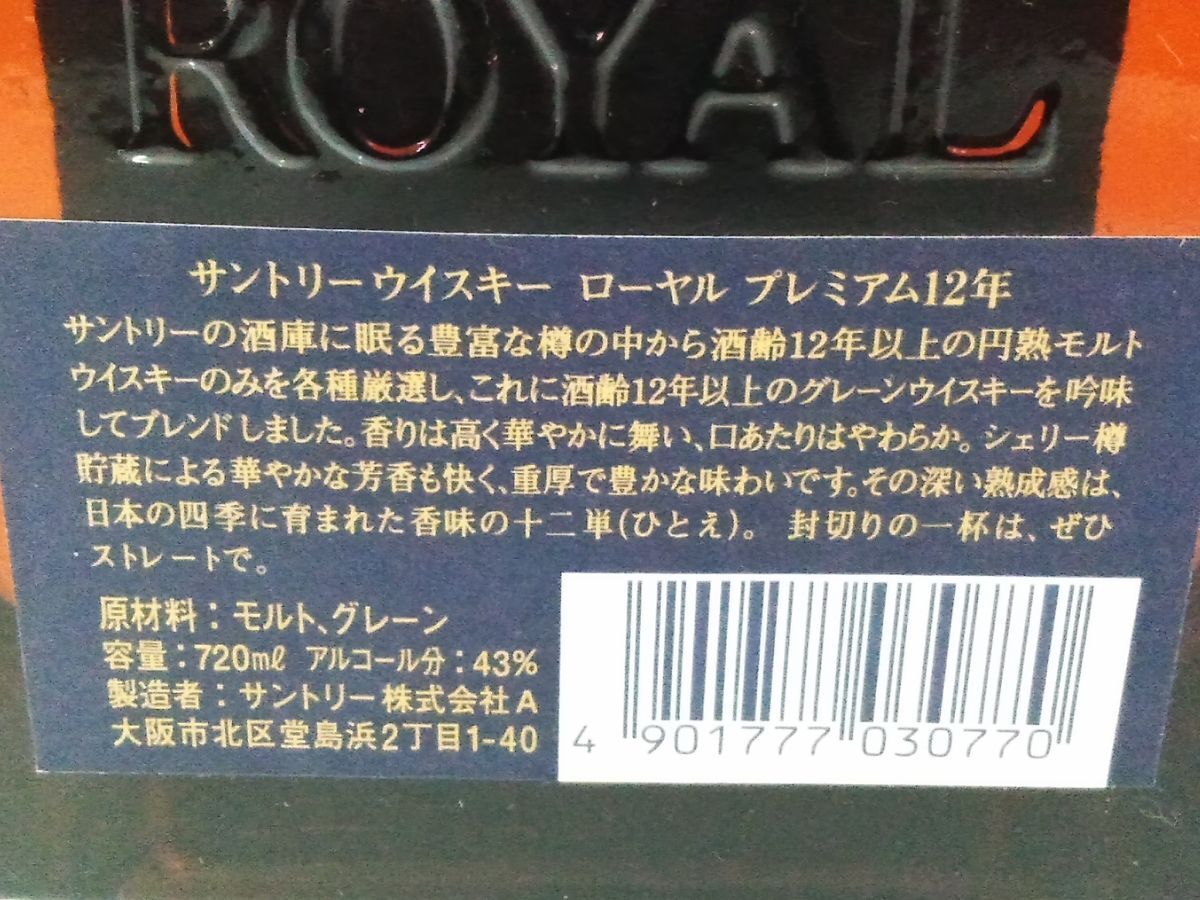 ROYAL
サントリーウイスキー ローヤル プレミアム12年
サントリーの酒庫に眠る豊富な樽の中から酒齢12年以上の円熟モルト
ウイスキーのみを各種厳選し、これに酒齢12年以上のグレーンウイスキーを吟味
してブレンドしました。香りは高く華やかに舞い、口あたりはやわらか。シェリー樽
貯蔵による華やかな芳香も快く、重厚で豊かな味わいです。その深い熟成感は、
日本の四季に育まれた香味の十二単(ひとえ)。 封切りの一杯は、ぜひ
ストレートで。
原材料：モルト、グレーン
容量：720mℓ アルコール分：43%
製造者：サントリー株式会社A
大阪市北区堂島浜2丁目1-40
4 901777 030770